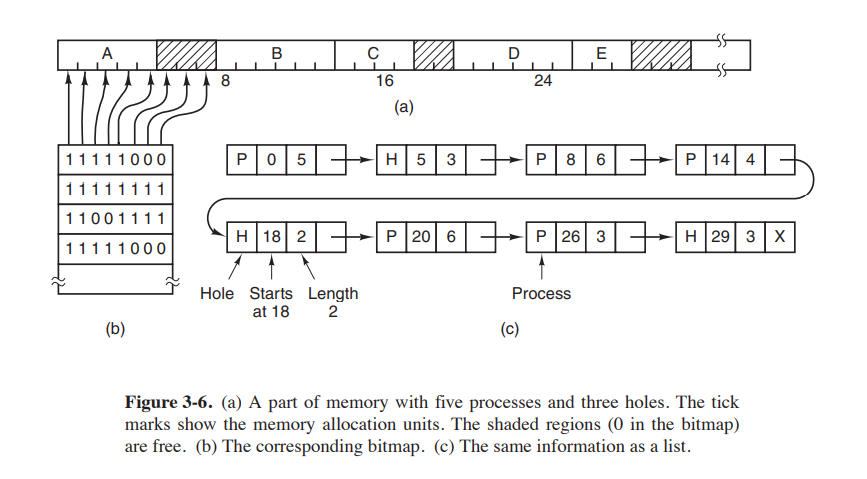 A B C D E
8 16 24
(a)
1 1 1 1 1 0 0 0
1 1 1 1 1 1 1 1
1 1 0 0 1 1 1 1
1 1 1 1 1 0 0 0
(b)
P 0 5 H 5 3 P 8 6 P 14 4
H 18 2 P 20 6 P 26 3 H 29 3 X
Hole Starts Length Process
at 18 2
(c)
Figure 3-6. (a) A part of memory with five processes and three holes. The tick
marks show the memory allocation units. The shaded regions (0 in the bitmap)
are free. (b) The corresponding bitmap. (c) The same information as a list.